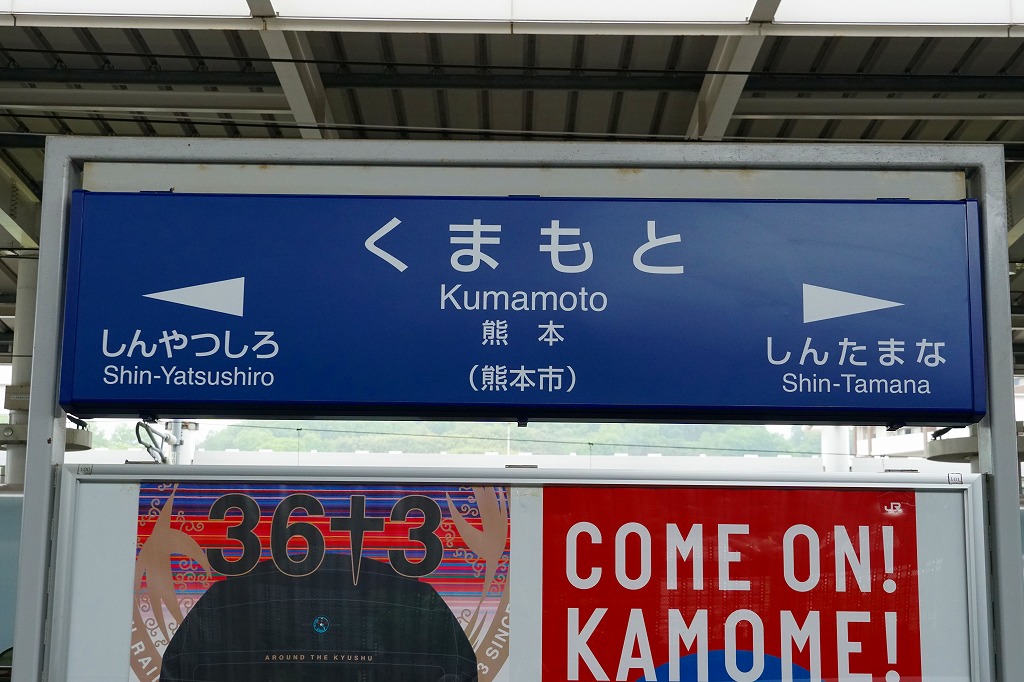 くまもと
Kumamoto
熊本
（熊本市）
しんやつしろ
Shin-Yatsushiro
しんたまな
Shin-Tamana
36+3
AROUND THE KYUSHU
JR
COME ON!
KAMOME!